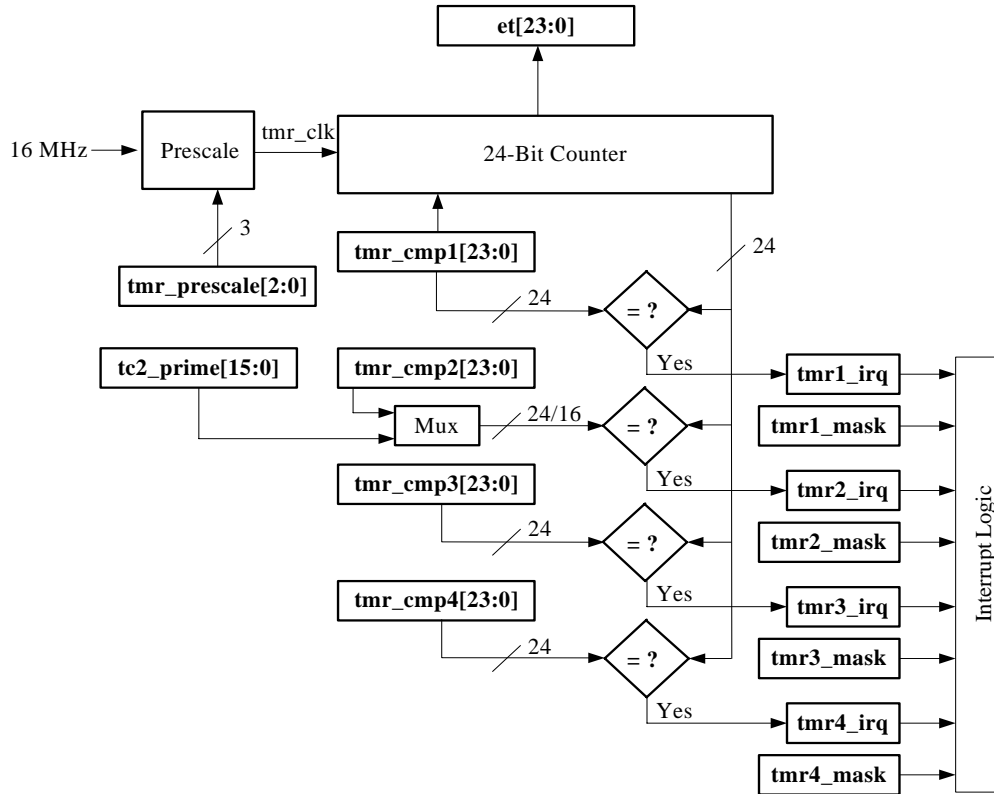 et[23:0]
tmr_clk
16 MHz
Prescale
24-Bit Counter
3
tmr_cmp1[23:0]
24
tmr_prescale[2:0]
24
= ?
Yes
tc2_prime[15:0]
tmr_cmp2[23:0]
tmr1_irq
Mux
24/16
= ?
tmr1_mask
Yes
tmr_cmp3[23:0]
tmr2_irq
24
= ?
tmr2_mask
Yes
tmr_cmp4[23:0]
tmr3_irq
24
= ?
tmr3_mask
Yes
tmr4_irq
tmr4_mask
Interrupt Logic